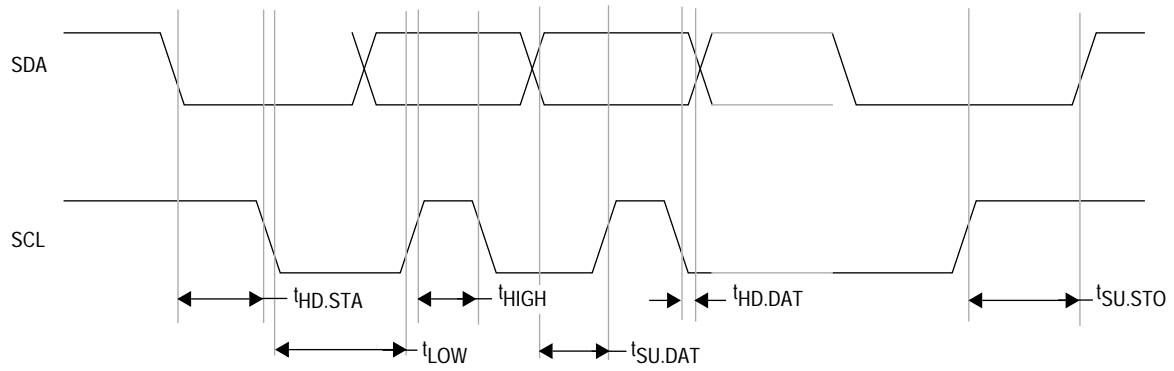 SDA
SCL
tHD.STA
tHIGH
tHD.DAT
tSU.STO
tLOW
tSU.DAT